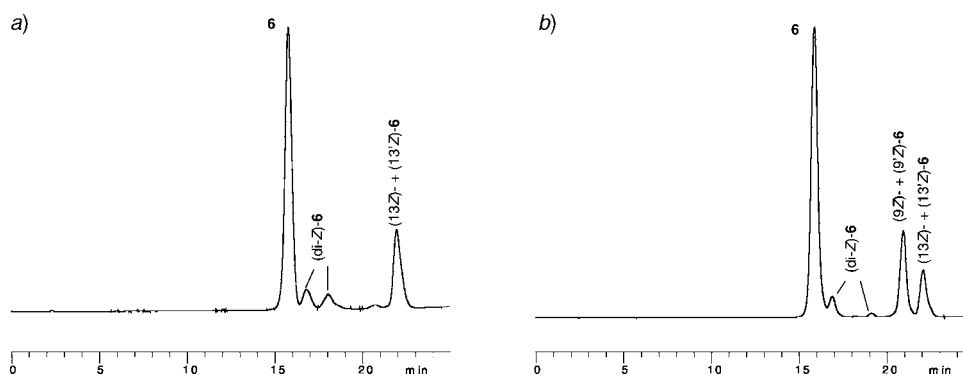 a)
6
(di-Z)-6
(13Z)- + (13'Z)-6
0 5 10 15 20 min
b)
6
(di-Z)-6
(9Z)- + (9'Z)-6
(13Z)- + (13'Z)-6
0 5 10 15 20 min